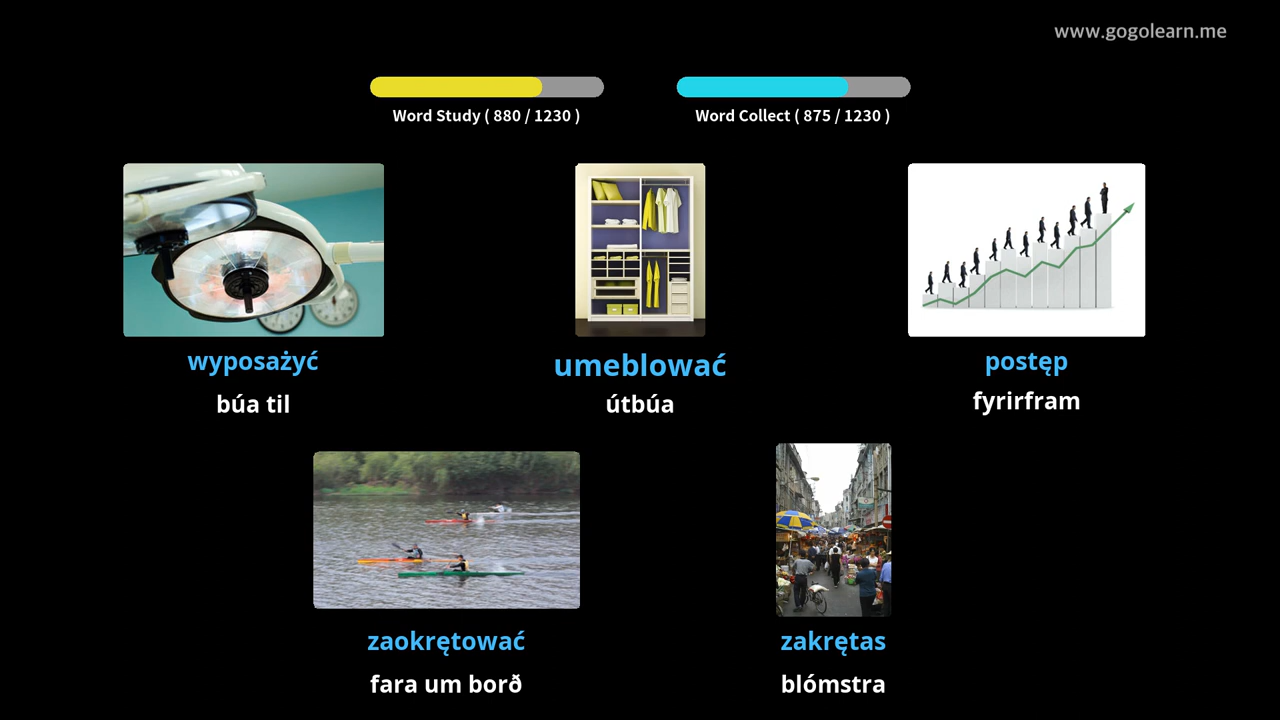 www.gogolearn.me
Word Study ( 880 / 1230 )
Word Collect ( 875 / 1230 )
wyposażyć
umeblować
postęp
búa til
útbúa
fyrirfram
zaokrętować
zakrętas
fara um borð
blómstra